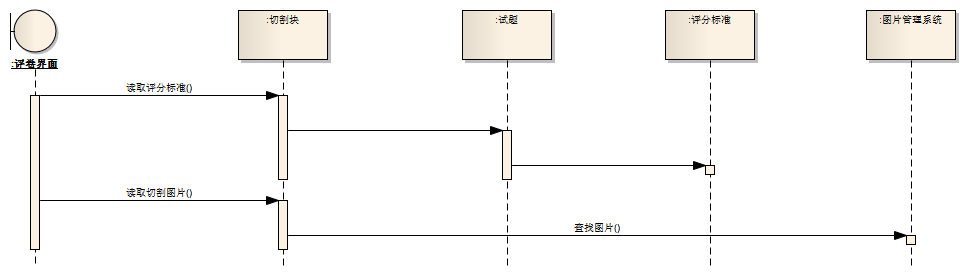 :评卷界面
:切割块
:试题
:评分标准
:图片管理系统
读取评分标准()
读取切割图片()
查找图片()